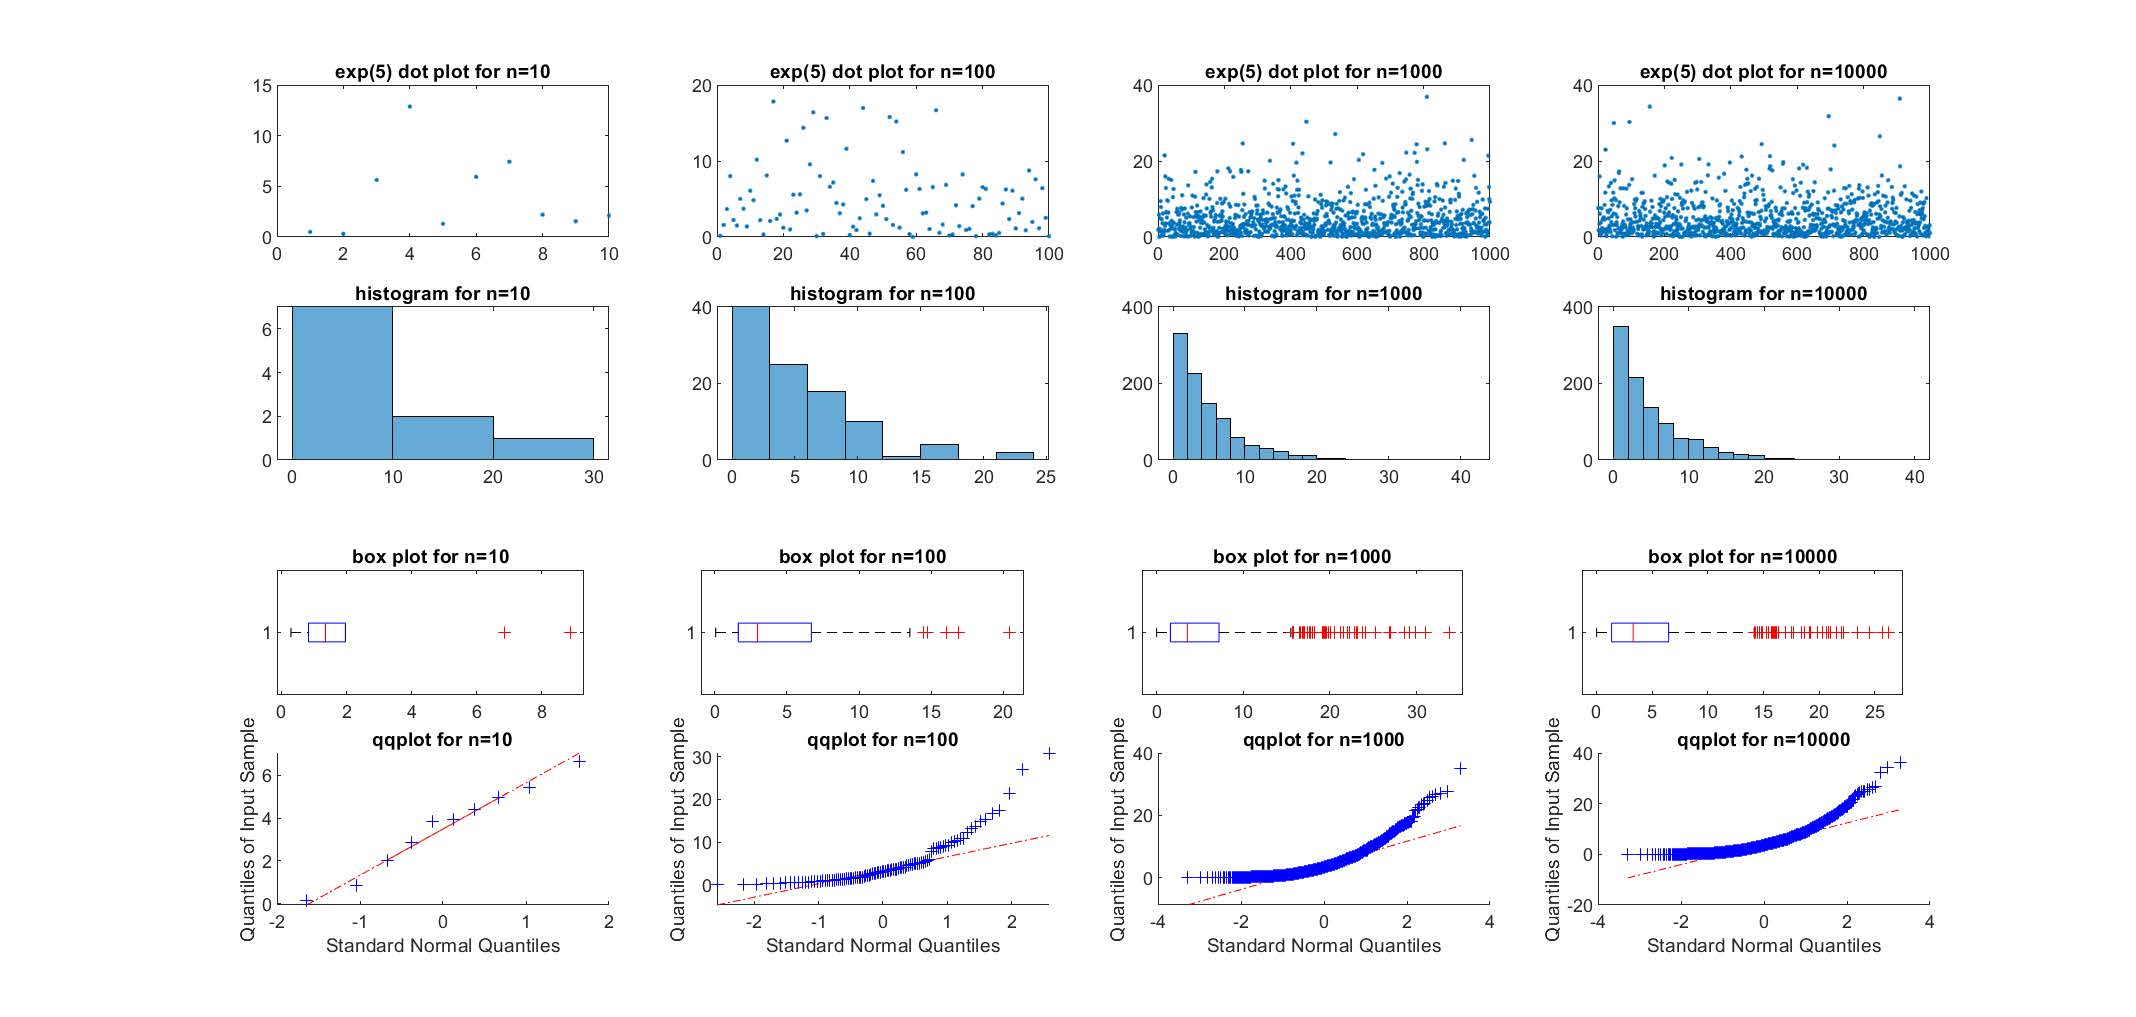 exp(5) dot plot for n=10 exp(5) dot plot for n=100 exp(5) dot plot for n=1000 exp(5) dot plot for n=10000
15 20 40 40
10
10 20 20
5
0 0 0 0
0 2 4 6 8 10 0 20 40 60 80 100 0 200 400 600 800 1000 0 200 400 600 800 1000
histogram for n=10 histogram for n=100 histogram for n=1000 histogram for n=10000
40 400 400
6
4
20 200 200
2
0 0 0 0
0 10 20 30 0 5 10 15 20 25 0 10 20 30 40 0 10 20 30 40
box plot for n=10 box plot for n=100 box plot for n=1000 box plot for n=10000
1 1 1 1
0 2 4 6 8 0 5 10 15 20 0 10 20 30 0 5 10 15 20 25
qqplot for n=10 qqplot for n=100 qqplot for n=1000 qqplot for n=10000
Quantiles of Input Sample Quantiles of Input Sample Quantiles of Input Sample Quantiles of Input Sample
30 40 40
6
20 20
4 20
10 0
2
0 0
0 -20
-2 -1 0 1 2 -2 -1 0 1 2 -4 -2 0 2 4 -4 -2 0 2 4
Standard Normal Quantiles Standard Normal Quantiles Standard Normal Quantiles Standard Normal Quantiles